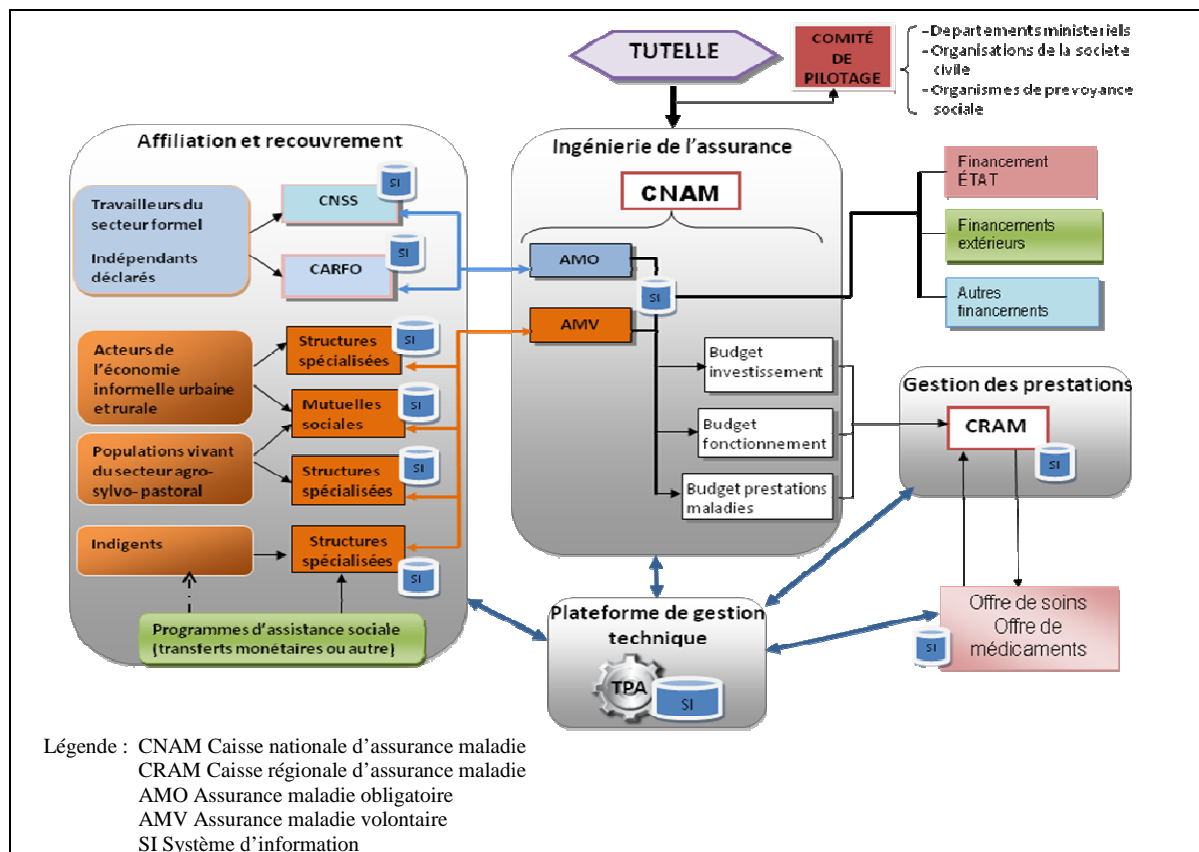 TUTELLE
COMITÉ
DE
PILOTAGE
–Departements ministeriels
–Organisations de la societe
civile
–Organismes de prevoyance
sociale
Affiliation et recouvrement
Travailleurs du
secteur formel
Indépendants
déclarés
SI
CNSS
SI
CARFO
Acteurs de
l'économie
informelle urbaine
et rurale
Populations vivant
du secteur agro-
sylvo- pastoral
Indigents
SI
Structures
spécialisées
SI
Mutuelles
sociales
SI
Structures
spécialisées
Structures
spécialisées
SI
Programmes d'assistance sociale
(transferts monétaires ou autre)
Ingénierie de l'assurance
CNAM
AMO
SI
AMV
Budget
investissement
Budget
fonctionnement
Budget prestations
maladies
Financement
ÉTAT
Financements
extérieurs
Autres
financements
Gestion des prestations
CRAM
SI
Offre de soins
Offre de
médicaments
SI
Plateforme de gestion
technique
TPA
SI
Légende : CNAM Caisse nationale d'assurance maladie
CRAM Caisse régionale d'assurance maladie
AMO Assurance maladie obligatoire
AMV Assurance maladie volontaire
SI Système d'information